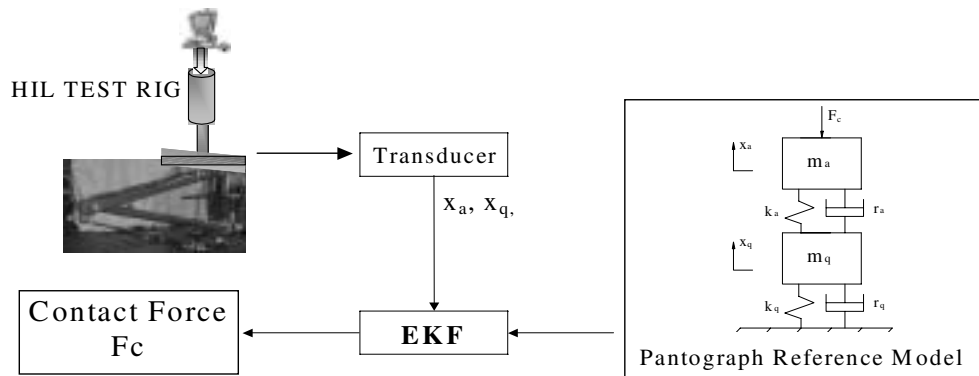 HIL TEST RIG
Transducer
xa, xq,
EKF
Contact Force
Fc
Fc
xa
ma
ka
ra
xq
mq
kq
rq
Pantograph Reference Model